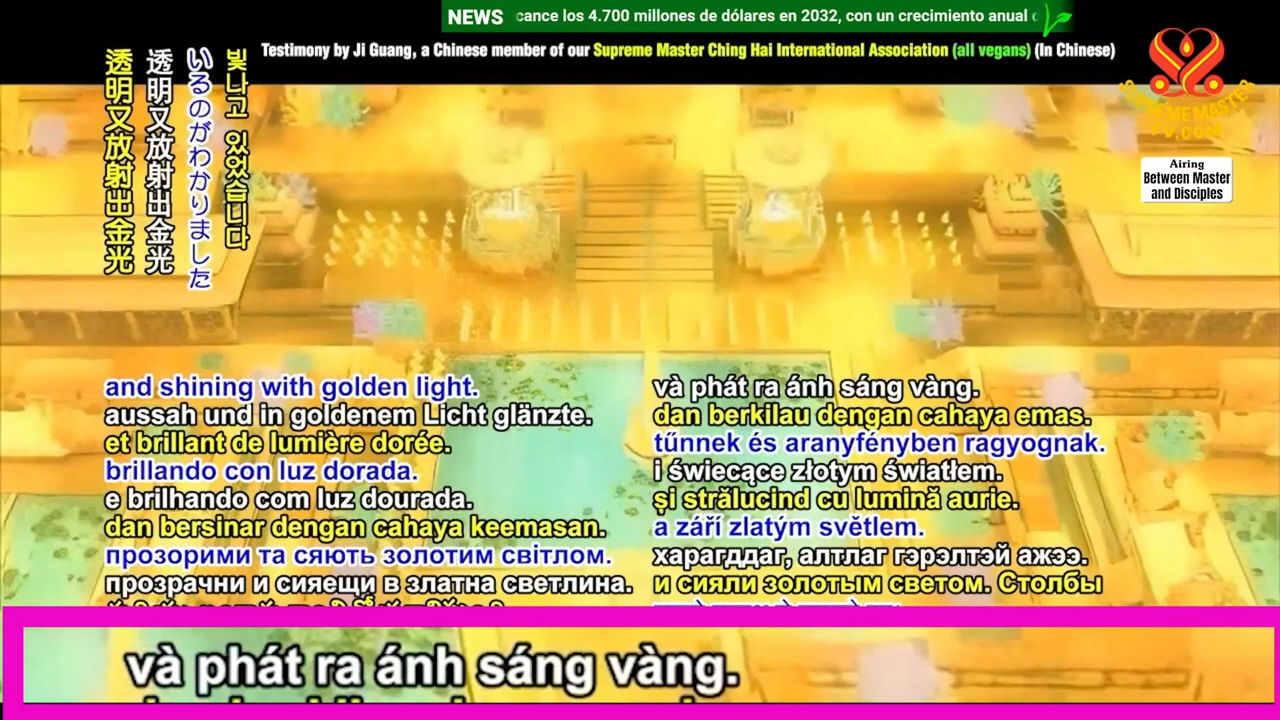 NEWS cance los 4.700 millones de dólares en 2032, con un crecimiento anual
Testimony by Ji Guang, a Chinese member of our Supreme Master Ching Hai International Association (all vegans) (In Chinese)
SUPREME MASTER
TV.COM
Airing
Between Master
and Disciples
빛나고 있었습니다
いるのがわかりました
透明又放射出金光
透明又放射出金光
and shining with golden light.
aussah und in goldenem Licht glänzte.
et brillant de lumière dorée.
brillando con luz dorada.
e brilhando com luz dourada.
dan bersinar dengan cahaya keemasan.
прозорими та сяють золотим світлом.
прозрачни и сияещи в златна светлина.
và phát ra ánh sáng vàng.
dan berkilau dengan cahaya emas.
tűnnek és aranyfényben ragyognak.
i świecące złotym światłem.
și strălucind cu lumină aurie.
a září zlatým světlem.
харагддаг, алтлаг гэрэлтэй ажээ.
и сияли золотым светом. Столбы
và phát ra ánh sáng vàng.